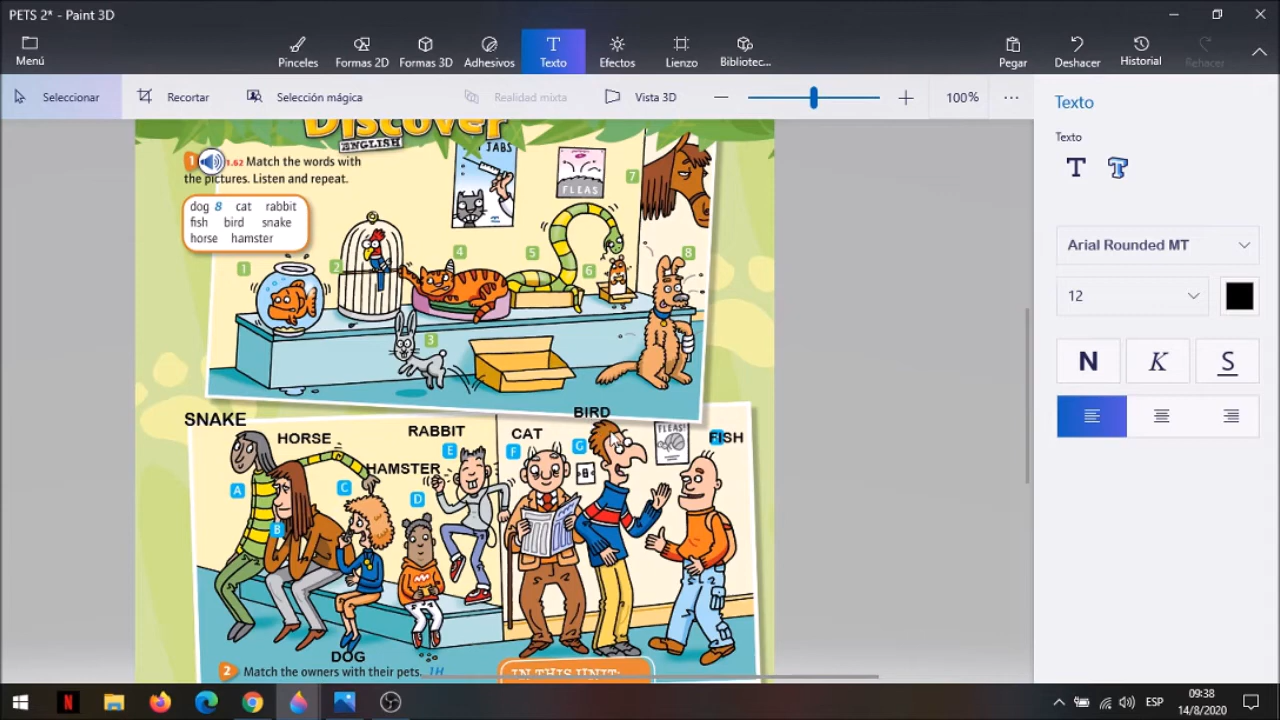 PETS 2* - Paint 3D
Menú
Pinceles
Formas 2D
Formas 3D
Adhesivos
Texto
Efectos
Lienzo
Bibliotec...
Pegar
Deshacer
Historial
Rehacer
Seleccionar
Recortar
Selección mágica
Realidad mixta
Vista 3D
100%
Texto
Texto
Arial Rounded MT
12
N K S
Discover
ENGLISH
1 1.62 Match the words with
the pictures. Listen and repeat.
dog 8 cat rabbit
fish bird snake
horse hamster
JABS
FLEAS
1
2
3
4
5
6
7
8
SNAKE
HORSE
RABBIT
HAMSTER
CAT
BIRD
FLEAS!
FISH
A
B
C
D
E
F
G
DOG
2 Match the owners with their pets. 1H
IN THIS UNIT:
ESP
09:38
14/8/2020